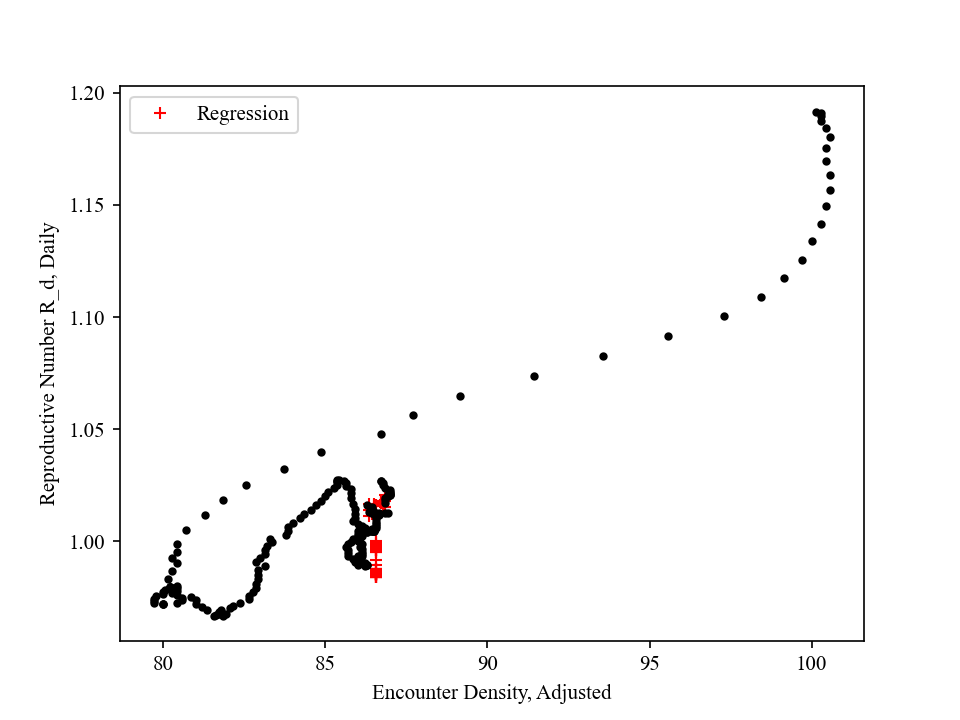 1.20
Regression
1.15
1.10
1.05
1.00
Reproductive Number R_d, Daily
80 85 90 95 100
Encounter Density, Adjusted